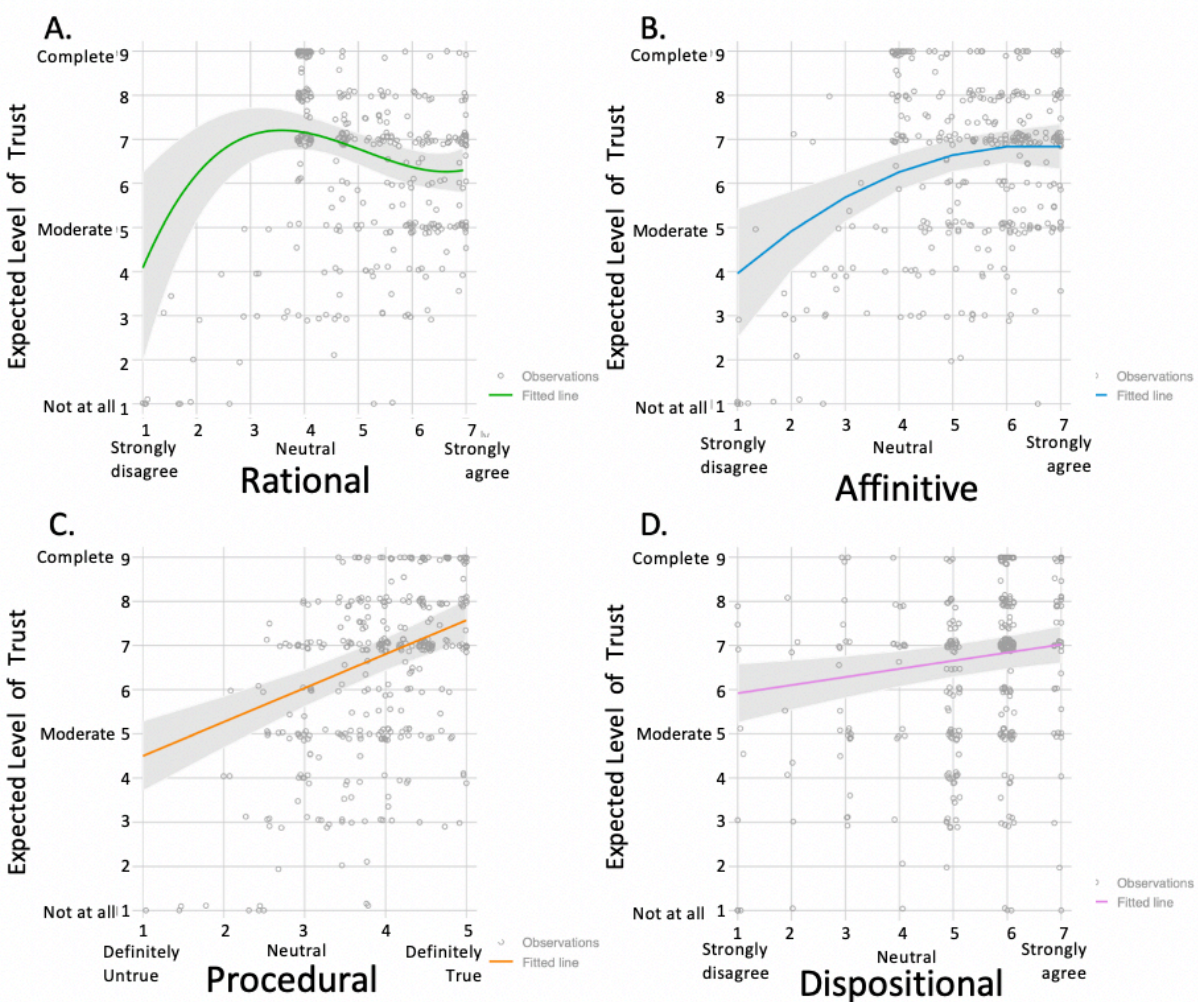 A.
Expected Level of Trust
Complete 9
8
7
6
Moderate 5
4
3
2
Not at all 1
1 2 3 4 5 6 7
Strongly disagree
Neutral
Strongly agree
Rational
Observations
Fitted line
B.
Expected Level of Trust
Complete 9
8
7
6
Moderate 5
4
3
2
Not at all 1
1 2 3 4 5 6 7
Strongly disagree
Neutral
Strongly agree
Affinitive
Observations
Fitted line
C.
Expected Level of Trust
Complete 9
8
7
6
Moderate 5
4
3
2
Not at all 1
1 2 3 4 5
Definitely Untrue
Neutral
Definitely True
Procedural
Observations
Fitted line
D.
Expected Level of Trust
Complete 9
8
7
6
Moderate 5
4
3
2
Not at all 1
1 2 3 4 5 6 7
Strongly disagree
Neutral
Strongly agree
Dispositional
Observations
Fitted line